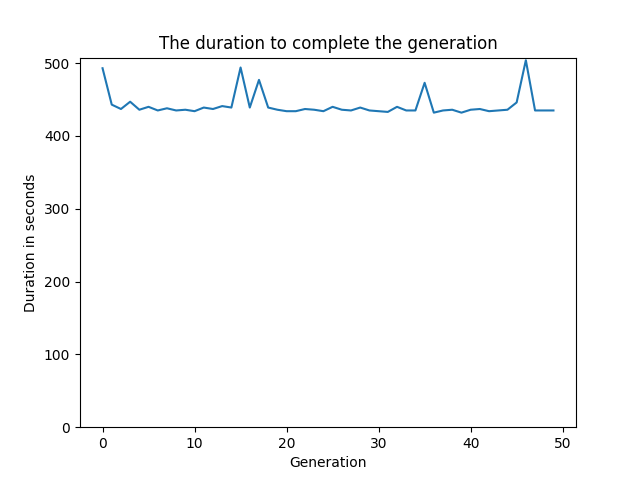 The duration to complete the generation
500
400
300
200
100
0
Duration in seconds
0 10 20 30 40 50
Generation